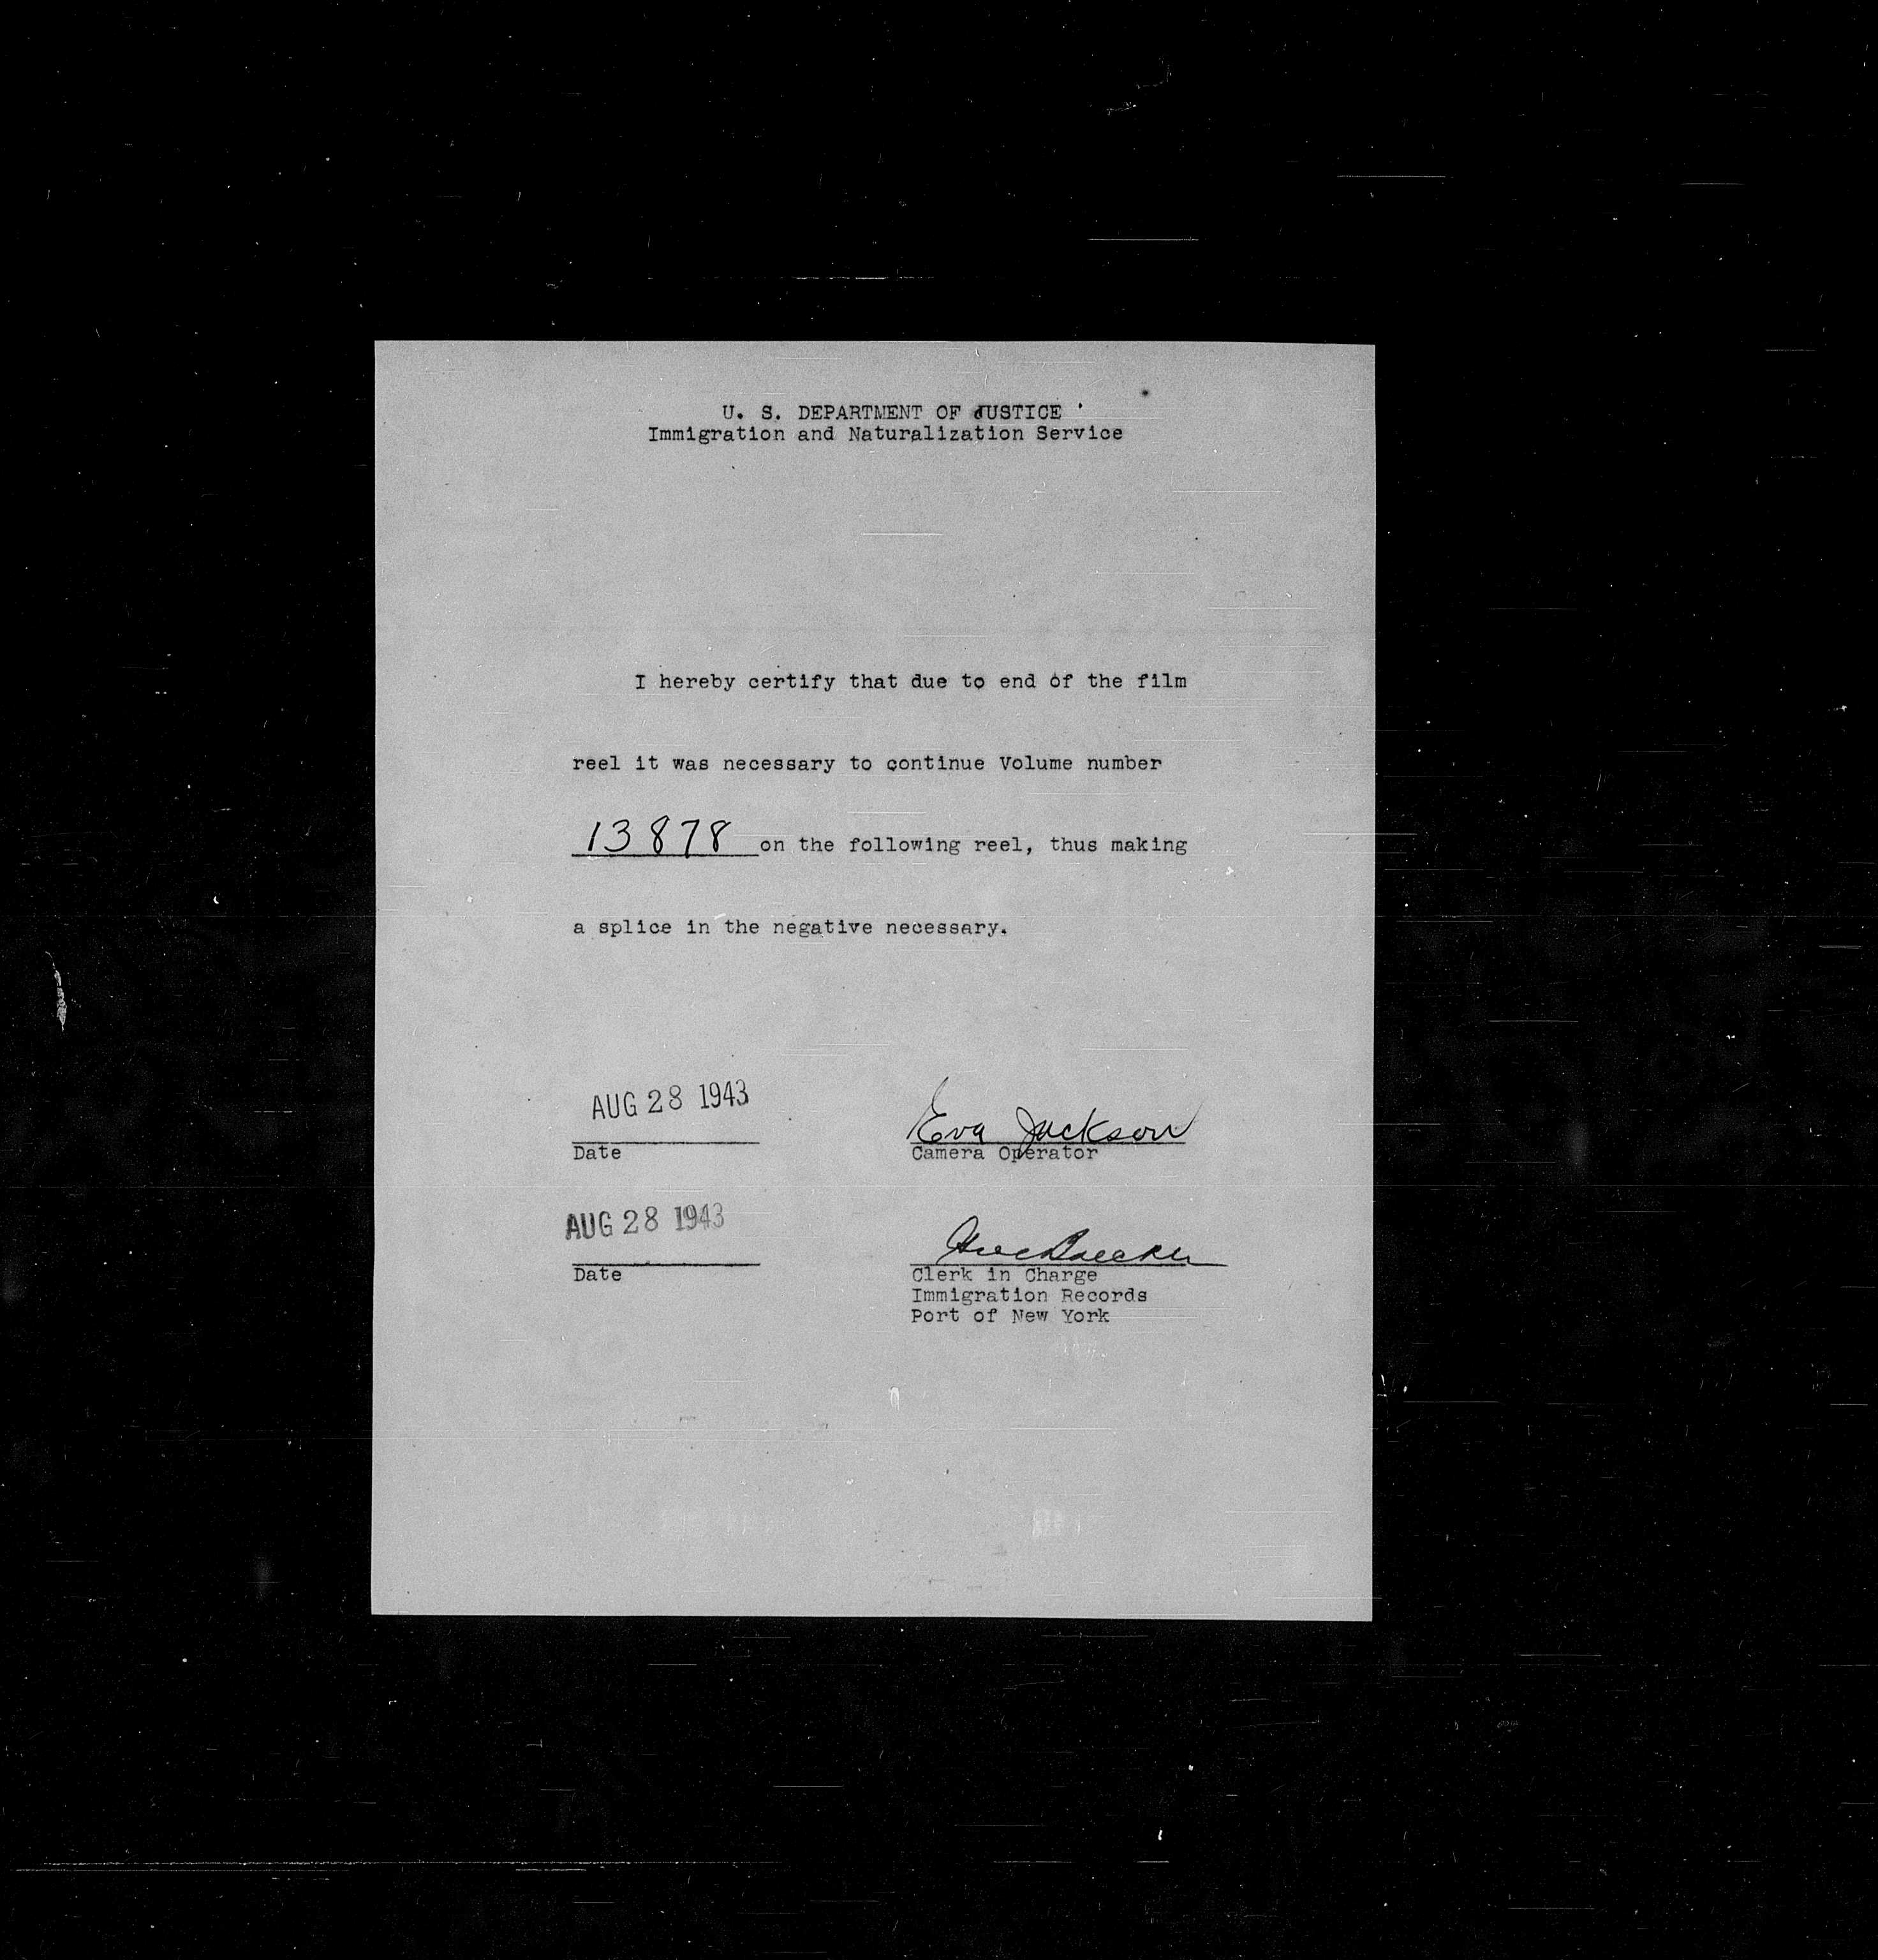 U. S. DEPARTMENT OF JUSTICE
Immigration and Naturalization Service
I hereby certify that due to end of the film
reel it was necessary to continue Volume number
13878 on the following reel, thus making
a splice in the negative necessary.
AUG 28 1943
Eva Jackson
Date
Camera Operator
AUG 28 1943
Date
Clerk in Charge
Immigration Records
Port of New York